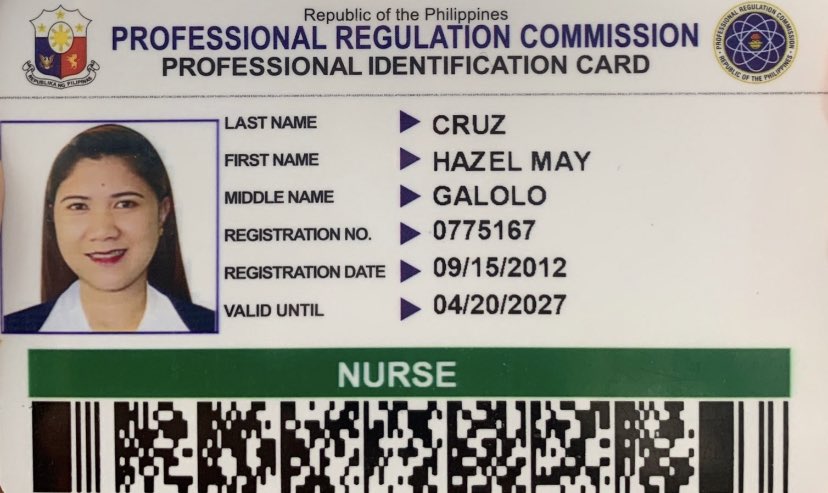 Republic of the Philippines
PROFESSIONAL REGULATION COMMISSION
PROFESSIONAL IDENTIFICATION CARD
REPUBLIKA NG PILIPINAS
PROFESSIONAL REGULATION COMMISSION
REPUBLIC OF THE PHILIPPINES
LAST NAME CRUZ
FIRST NAME HAZEL MAY
MIDDLE NAME GALOLO
REGISTRATION NO. 0775167
REGISTRATION DATE 09/15/2012
VALID UNTIL 04/20/2027
NURSE